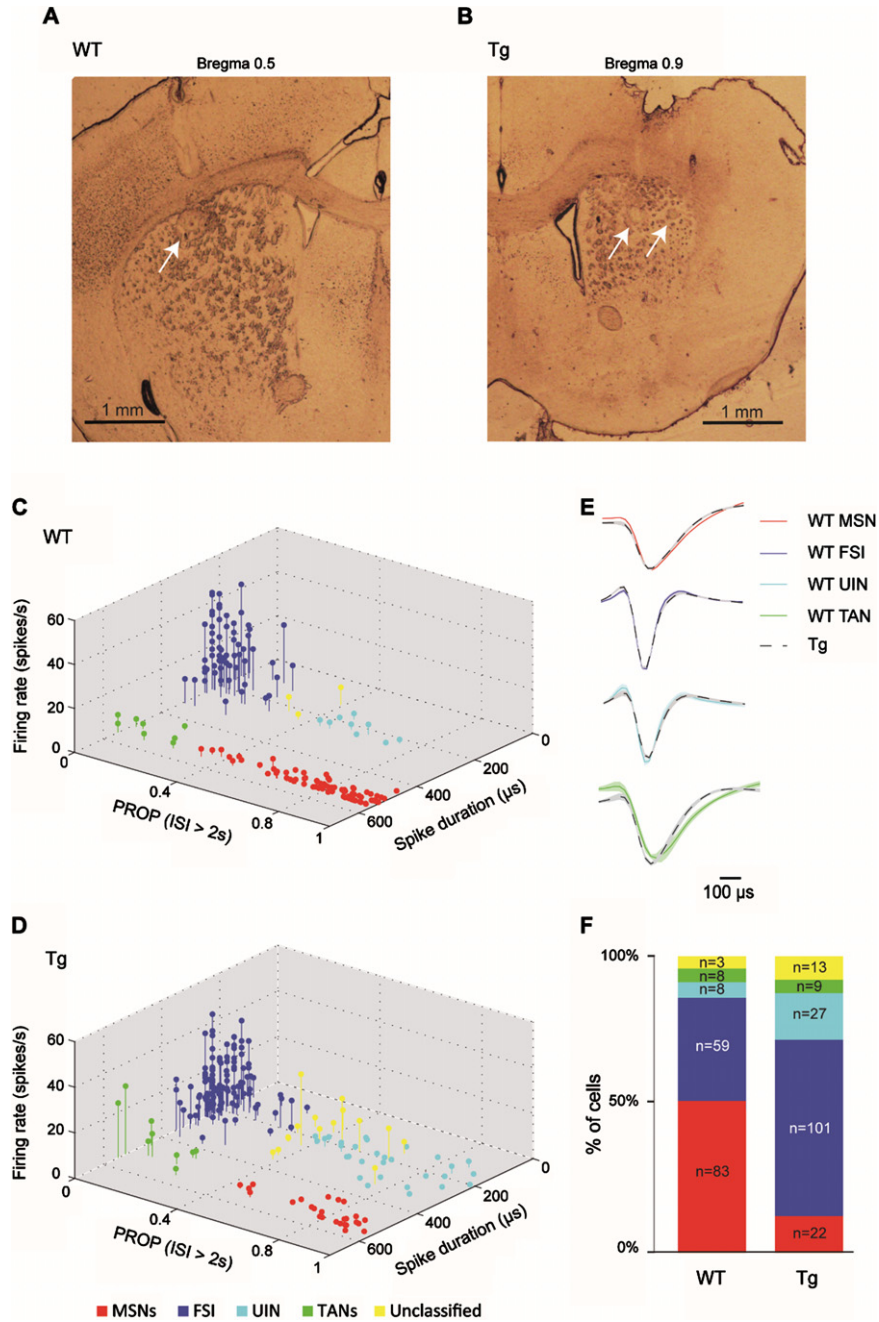 A
WT
Bregma 0.5
1 mm
B
Tg
Bregma 0.9
1 mm
C
WT
Firing rate (spikes/s)
60
40
20
0
0
0.4
0.8
1
PROP (ISI > 2s)
600
400
200
0
Spike duration (µs)
E
WT MSN
WT FSI
WT UIN
WT TAN
Tg
100 µs
D
Tg
Firing rate (spikes/s)
60
40
20
0
0
0.4
0.8
1
PROP (ISI > 2s)
600
400
200
0
Spike duration (µs)
MSNs FSI UIN TANs Unclassified
F
% of cells
100%
50%
0%
n=3
n=8
n=8
n=59
n=83
n=13
n=9
n=27
n=101
n=22
WT Tg